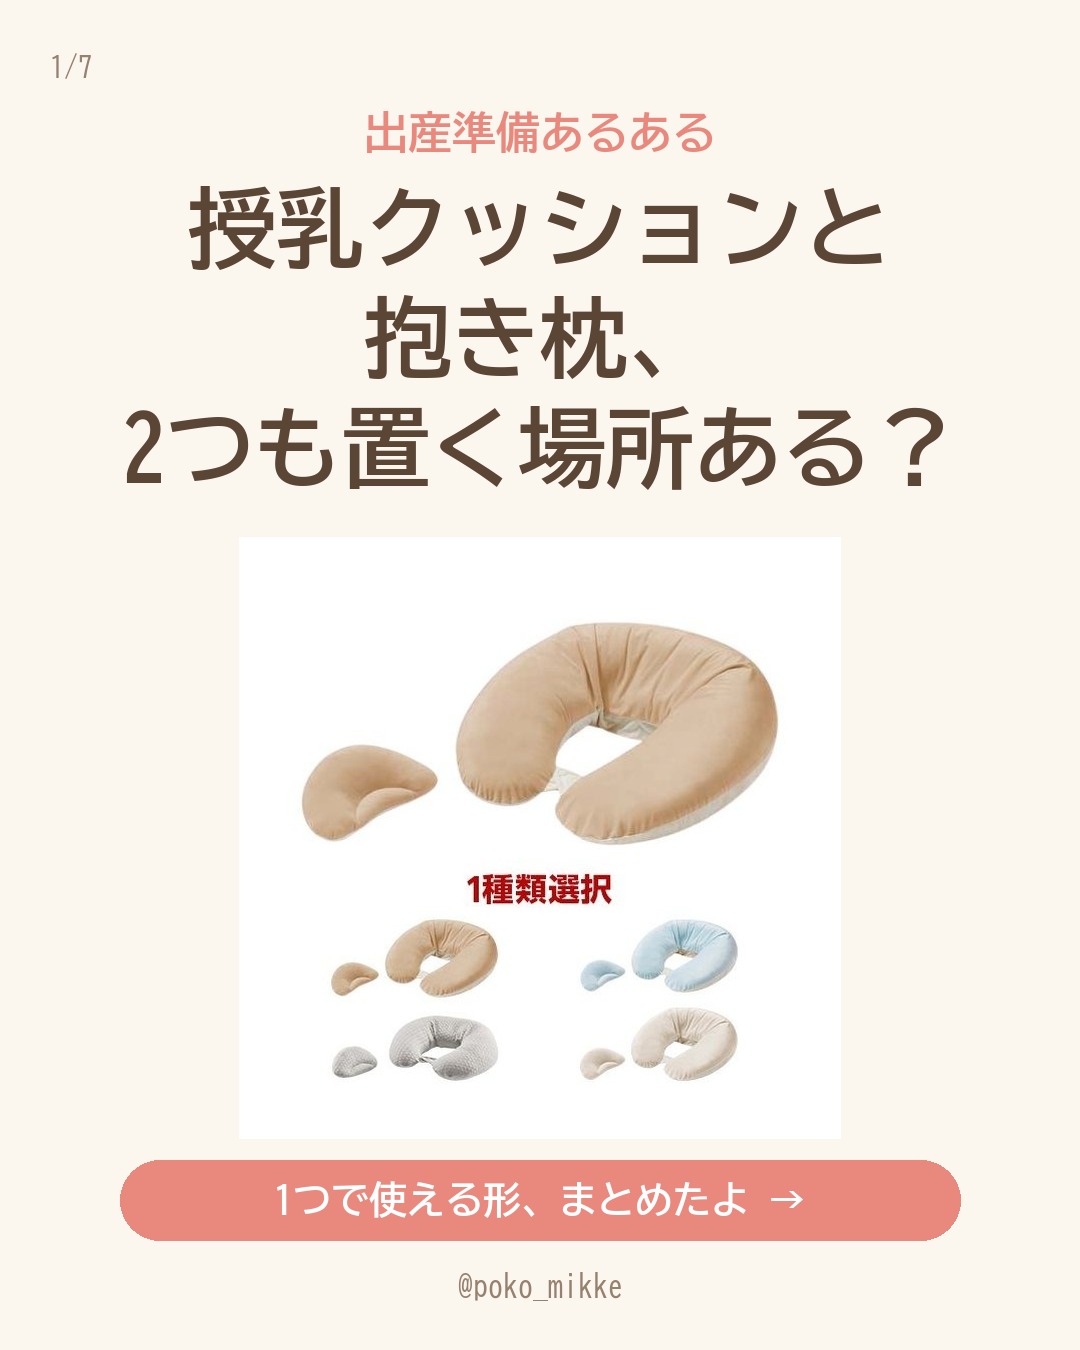 1/7
出産準備あるある
授乳クッションと
抱き枕、
2つも置く場所ある？
1種類選択
1つで使える形、まとめたよ →
@poko_mikke